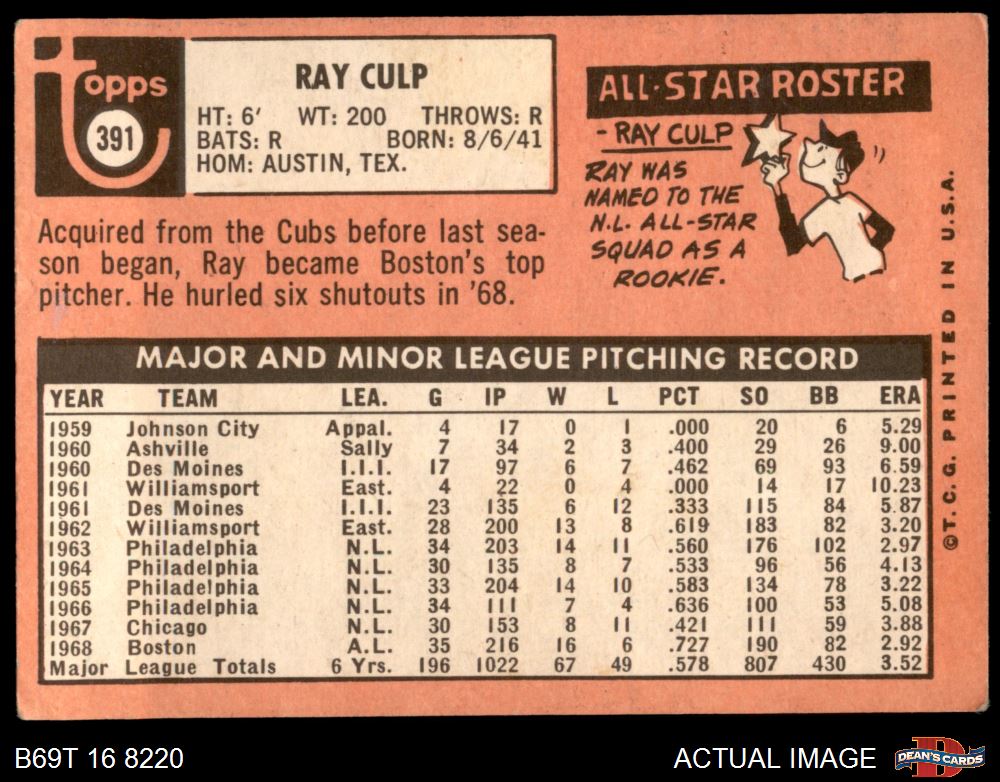 Topps
391
RAY CULP
HT: 6' WT: 200 THROWS: R
BATS: R BORN: 8/6/41
HOM: AUSTIN, TEX.
ALL-STAR ROSTER
- RAY CULP
RAY WAS
NAMED TO THE
N.L. ALL-STAR
SQUAD AS A
ROOKIE.
Acquired from the Cubs before last sea-
son began, Ray became Boston's top
pitcher. He hurled six shutouts in '68.
MAJOR AND MINOR LEAGUE PITCHING RECORD
YEAR TEAM LEA. G IP W L PCT SO BB ERA
1959 Johnson City Appal. 4 17 0 1 .000 20 6 5.29
1960 Ashville Sally 7 34 2 3 .400 29 26 9.00
1960 Des Moines I.I.I. 17 97 6 7 .462 69 93 6.59
1961 Williamsport East. 4 22 0 4 .000 14 17 10.23
1961 Des Moines I.I.I. 23 135 6 12 .333 115 84 5.87
1962 Williamsport East. 28 200 13 8 .619 183 82 3.20
1963 Philadelphia N.L. 34 203 14 11 .560 176 102 2.97
1964 Philadelphia N.L. 30 135 8 7 .533 96 56 4.13
1965 Philadelphia N.L. 33 204 14 10 .583 134 78 3.22
1966 Philadelphia N.L. 34 111 7 4 .636 100 53 5.08
1967 Chicago N.L. 30 153 8 11 .421 111 59 3.88
1968 Boston A.L. 35 216 16 6 .727 190 82 2.92
Major League Totals 6 Yrs. 196 1022 67 49 .578 807 430 3.52
©T.C.G. PRINTED IN U.S.A.
B69T 16 8220
ACTUAL IMAGE
D
DEAN'S CARDS